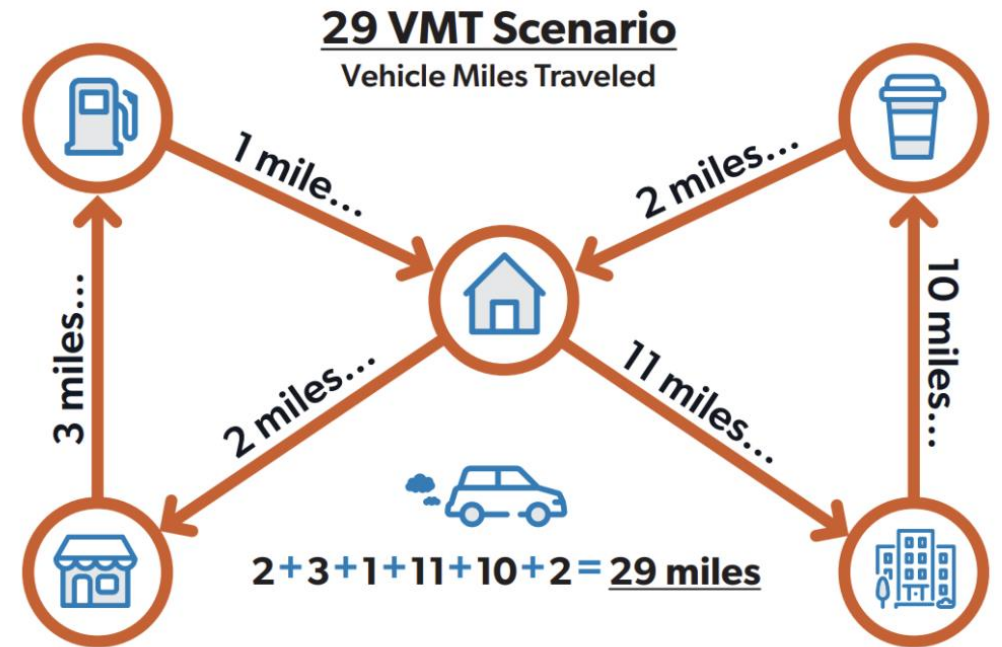 29 VMT Scenario
Vehicle Miles Traveled
1 mile...
2 miles...
3 miles...
2 miles...
11 miles...
10 miles...
2+3+1+11+10+2= 29 miles